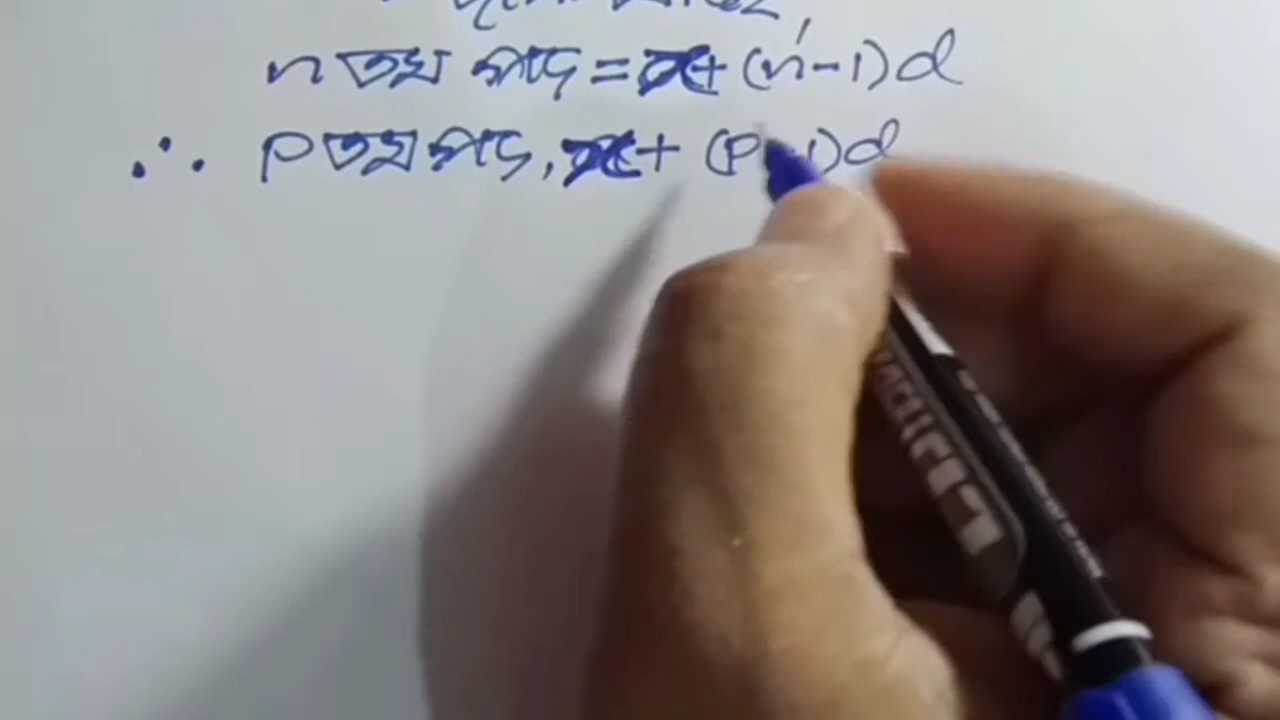 n তম পদ = x + (n-1)d
∴ p তম পদ, x + (p-1)d